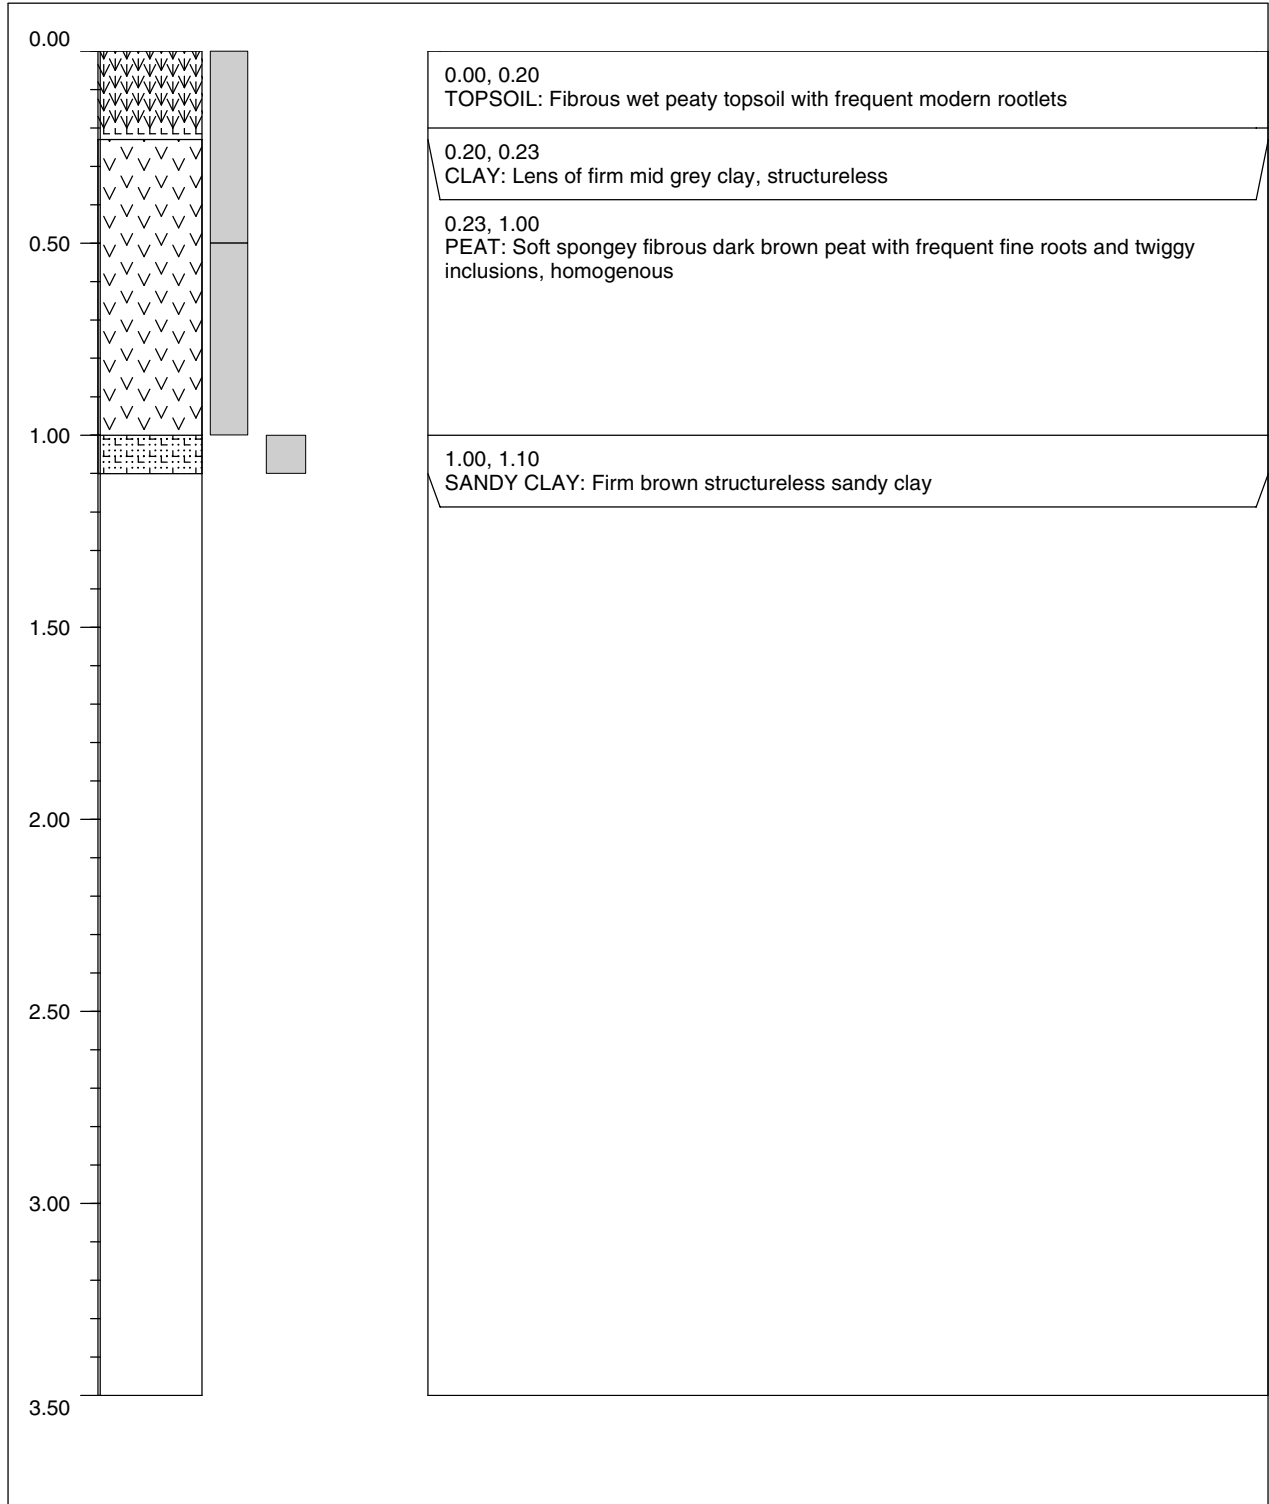 0.00
0.00, 0.20
TOPSOIL: Fibrous wet peaty topsoil with frequent modern rootlets
0.20, 0.23
CLAY: Lens of firm mid grey clay, structureless
0.23, 1.00
PEAT: Soft spongey fibrous dark brown peat with frequent fine roots and twiggy
inclusions, homogenous
0.50
1.00
1.00, 1.10
SANDY CLAY: Firm brown structureless sandy clay
1.50
2.00
2.50
3.00
3.50